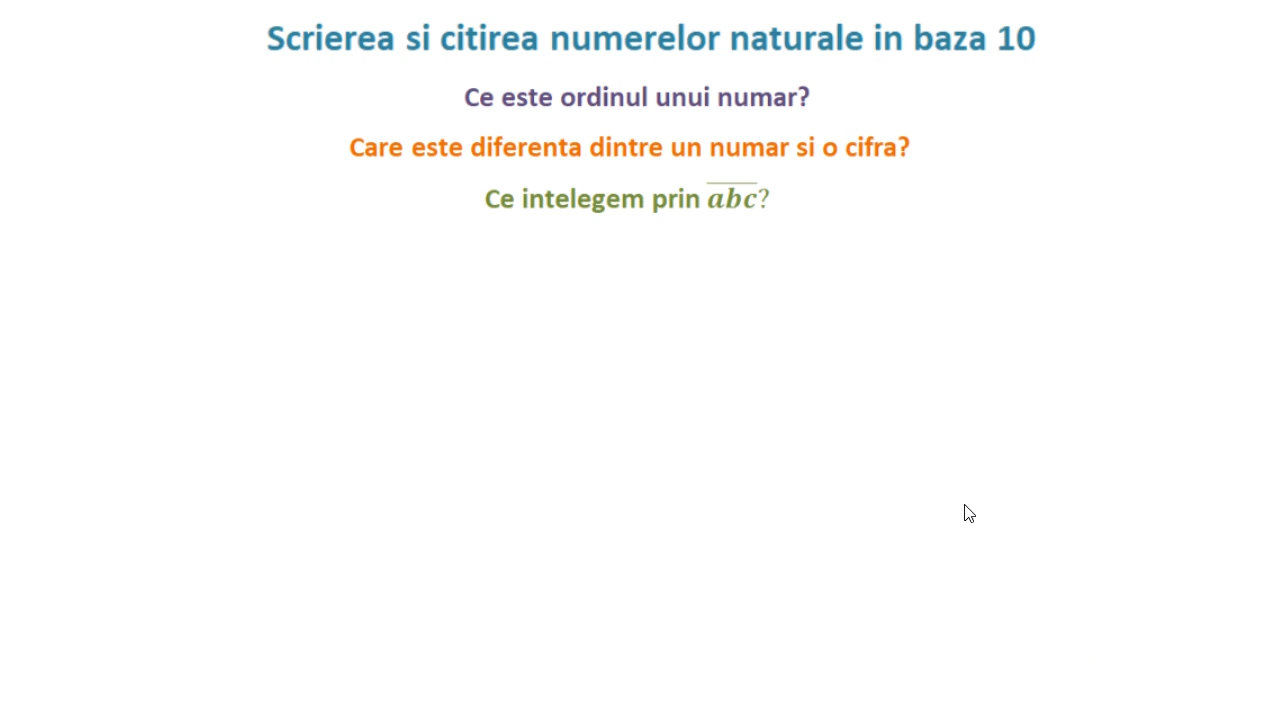 Scrierea si citirea numerelor naturale in baza 10
Ce este ordinul unui numar?
Care este diferenta dintre un numar si o cifra?
Ce intelegem prin $\overline{abc}$?